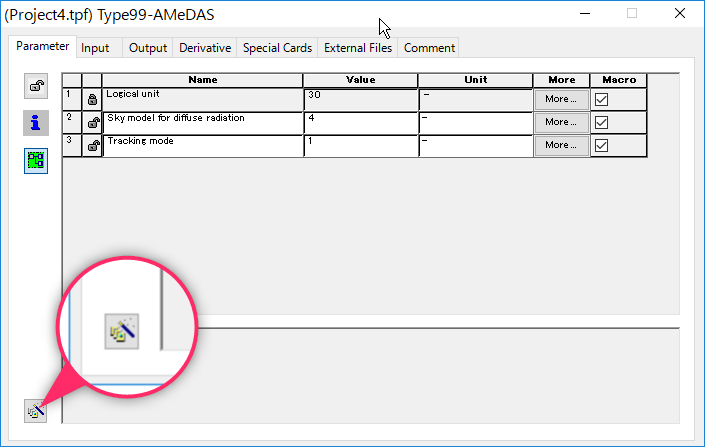 (Project4.tpf) Type99-AMeDAS
Parameter Input Output Derivative Special Cards External Files Comment
Name Value Unit More Macro
1 Logical unit 30 - More...
2 Sky model for diffuse radiation 4 - More...
3 Tracking mode 1 - More...